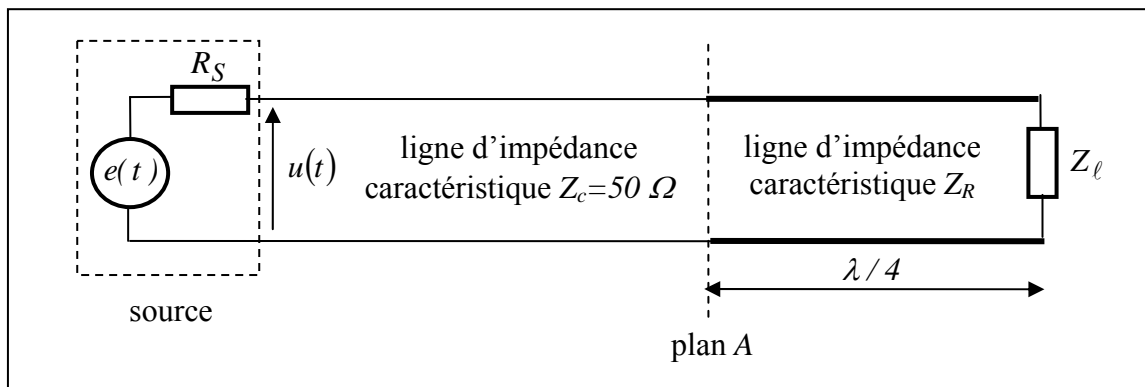 R_S
e(t)
u(t)
ligne d'impédance
caractéristique Z_c=50 Ω
ligne d'impédance
caractéristique Z_R
Z_ℓ
λ / 4
source
plan A